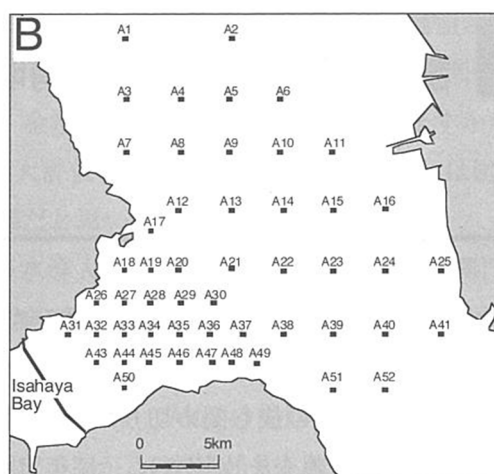 B
A1 A2
A3 A4 A5 A6
A7 A8 A9 A10 A11
A12 A13 A14 A15 A16
A17
A18 A19 A20 A21 A22 A23 A24 A25
A26 A27 A28 A29 A30
A31 A32 A33 A34 A35 A36 A37 A38 A39 A40 A41
A43 A44 A45 A46 A47 A48 A49
A50 A51 A52
Isahaya
Bay
0 5km